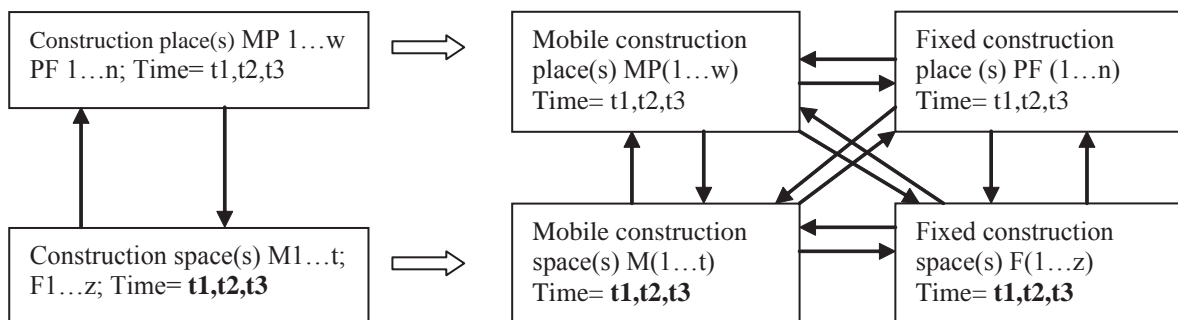 Construction place(s) MP 1…w
PF 1…n; Time= t1,t2,t3
Mobile construction
place(s) MP(1…w)
Time= t1,t2,t3
Fixed construction
place (s) PF (1…n)
Time= t1,t2,t3
Construction space(s) M1…t;
F1…z; Time= t1,t2,t3
Mobile construction
space(s) M(1…t)
Time= t1,t2,t3
Fixed construction
space(s) F(1…z)
Time= t1,t2,t3